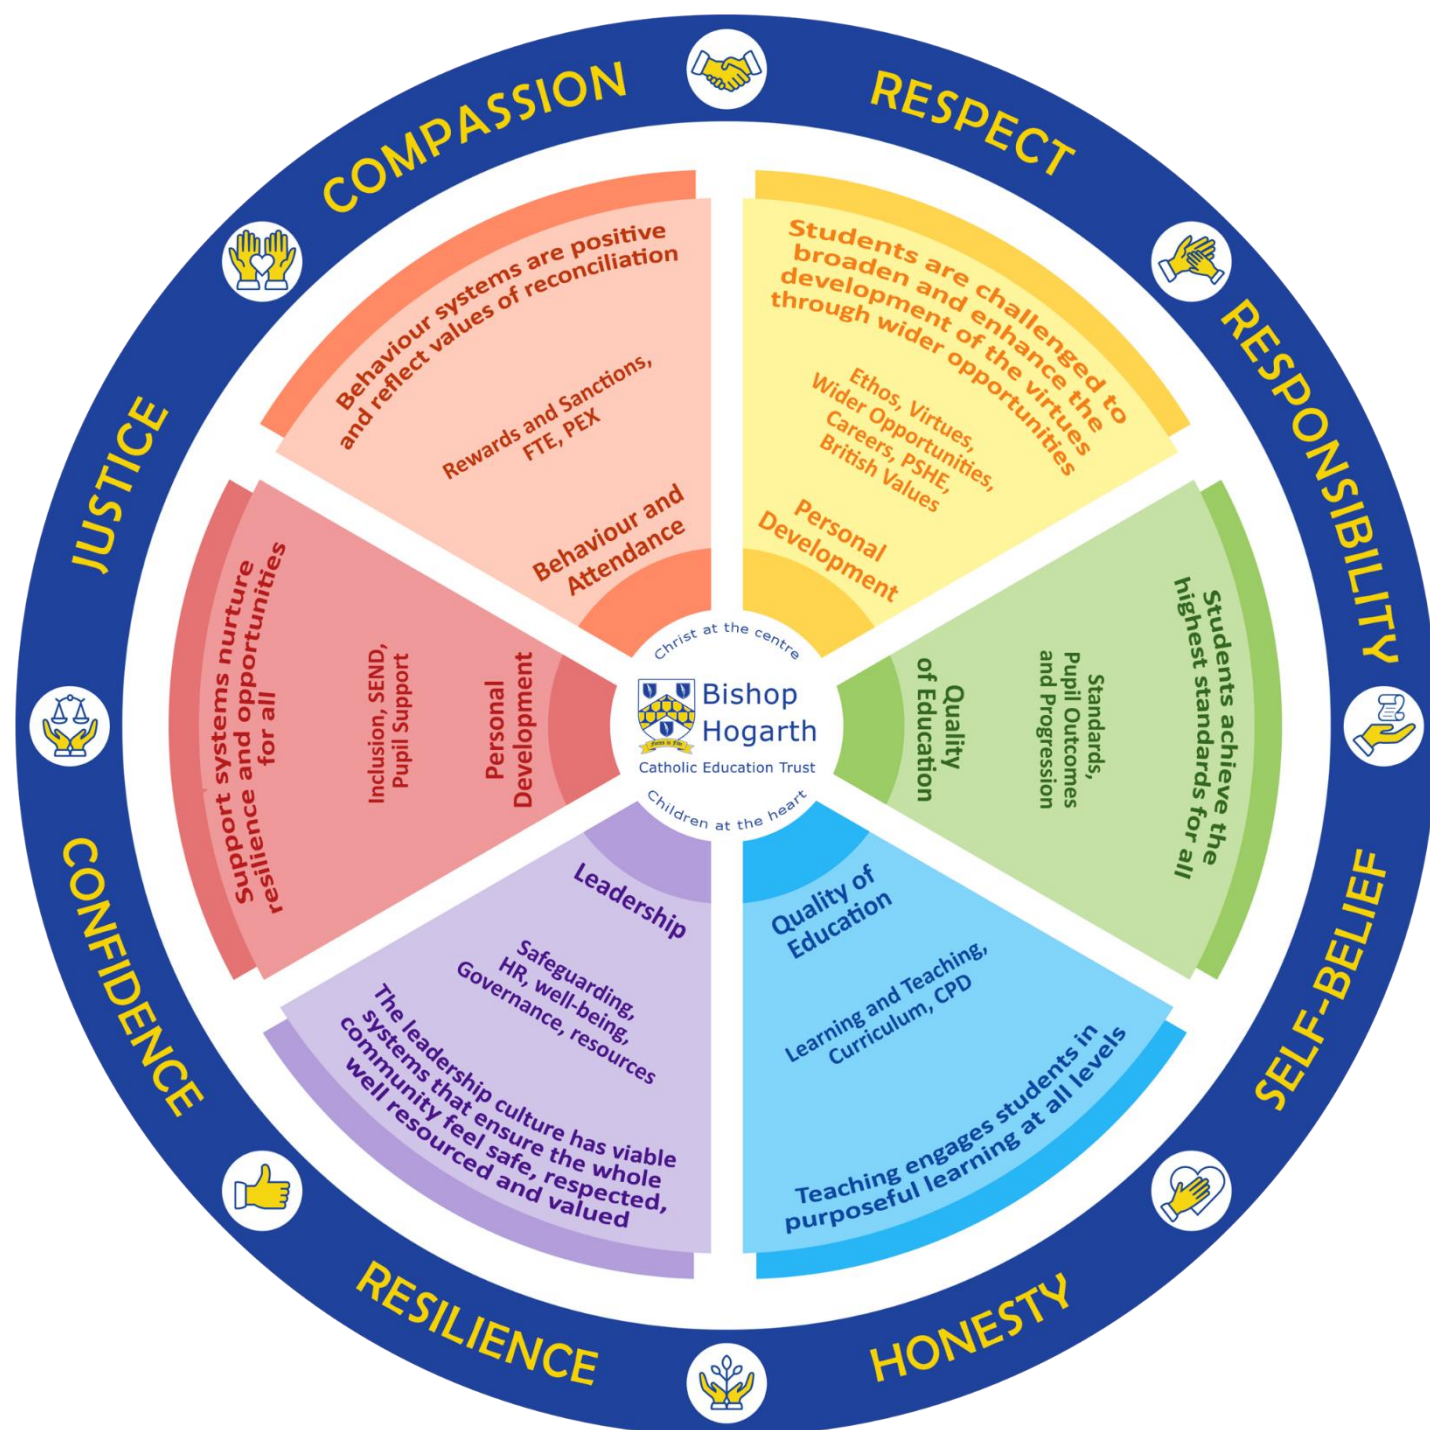 COMPASSION
RESPECT
RESPONSIBILITY
SELF-BELIEF
HONESTY
RESILIENCE
CONFIDENCE
JUSTICE
Behaviour systems are positive
and reflect values of reconciliation
Rewards and Sanctions,
FTE, PEX
Behaviour and
Attendance
Students are challenged to
broaden and enhance the
development of the virtues
through wider opportunities
Ethos, Virtues,
Wider Opportunities,
Careers, PSHE,
British Values
Personal
Development
Students achieve the
highest standards for all
Standards,
Pupil Outcomes
and Progression
Quality
of Education
Quality of
Education
Learning and Teaching,
Curriculum, CPD
Teaching engages students in
purposeful learning at all levels
Leadership
Safeguarding,
HR, well-being,
Governance, resources
The leadership culture has viable
systems that ensure the whole
community feel safe, respected,
well resourced and valued
Support systems nurture
resilience and opportunities
for all
Inclusion, SEND,
Pupil Support
Personal
Development
Christ at the centre
Bishop
Hogarth
Catholic Education Trust
Children at the heart